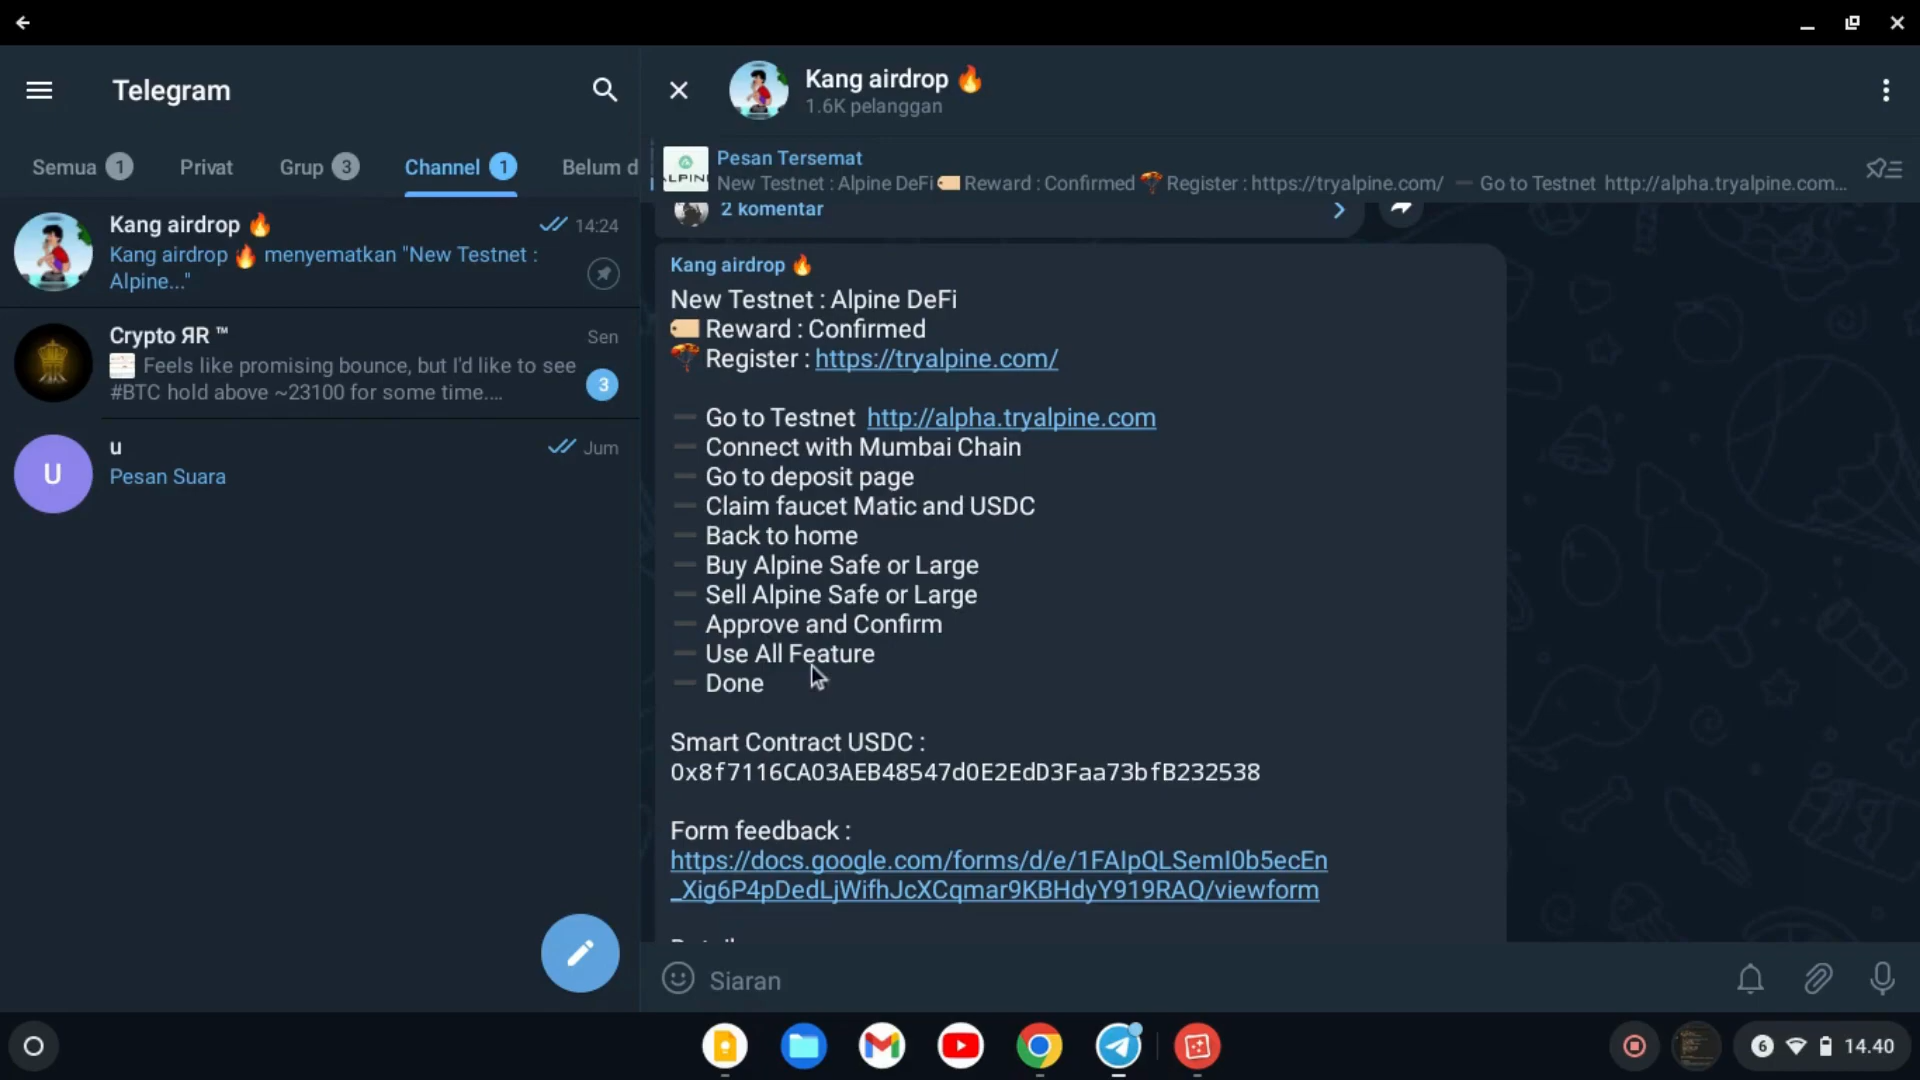 Telegram
Semua 1 Privat Grup 3 Channel 1 Belum d
Kang airdrop 🔥 14:24
Kang airdrop 🔥 menyematkan "New Testnet :
Alpine..."
Crypto ЯR ™ Sen
Feels like promising bounce, but I'd like to see
#BTC hold above ~23100 for some time....
3
u Jum
U
Pesan Suara
Kang airdrop 🔥
1.6K pelanggan
Pesan Tersemat
New Testnet : Alpine DeFi 🏷 Reward : Confirmed 🪂 Register : https://tryalpine.com/ ➖ Go to Testnet http://alpha.tryalpine.com...
2 komentar
Kang airdrop 🔥
New Testnet : Alpine DeFi
🏷 Reward : Confirmed
🪂 Register : https://tryalpine.com/
➖ Go to Testnet http://alpha.tryalpine.com
➖ Connect with Mumbai Chain
➖ Go to deposit page
➖ Claim faucet Matic and USDC
➖ Back to home
➖ Buy Alpine Safe or Large
➖ Sell Alpine Safe or Large
➖ Approve and Confirm
➖ Use All Feature
➖ Done
Smart Contract USDC :
0x8f7116CA03AEB48547d0E2EdD3Faa73bfB232538
Form feedback :
https://docs.google.com/forms/d/e/1FAIpQLSemI0b5ecEn
_Xig6P4pDedLjWifhJcXCqmar9KBHdyY919RAQ/viewform
Siaran
6 14.40